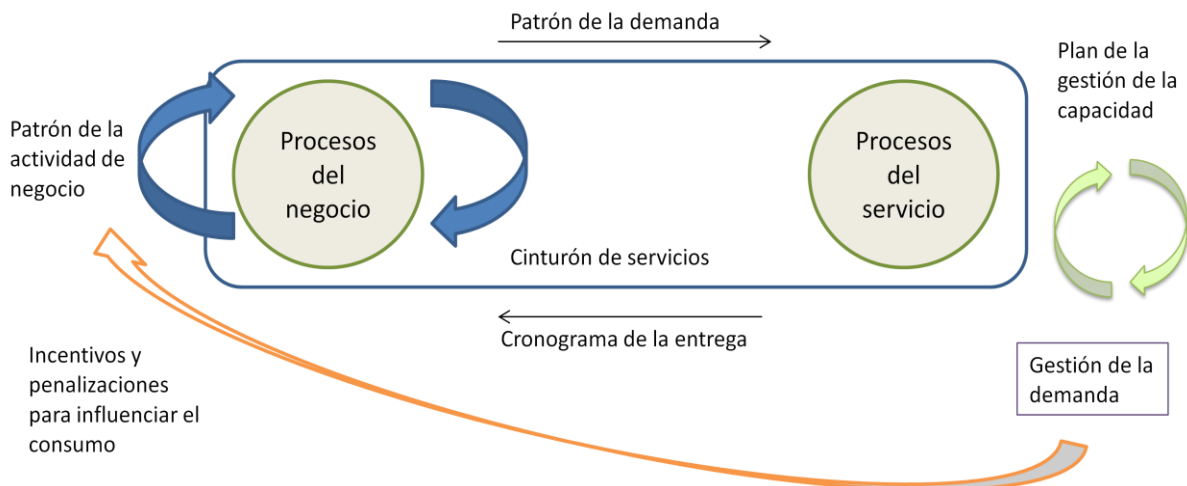 Patrón de la demanda
Plan de la
gestión de la
capacidad
Patrón de la
actividad de
negocio
Procesos
del
negocio
Procesos
del
servicio
Cinturón de servicios
Cronograma de la entrega
Incentivos y
penalizaciones
para influenciar el
consumo
Gestión de la
demanda